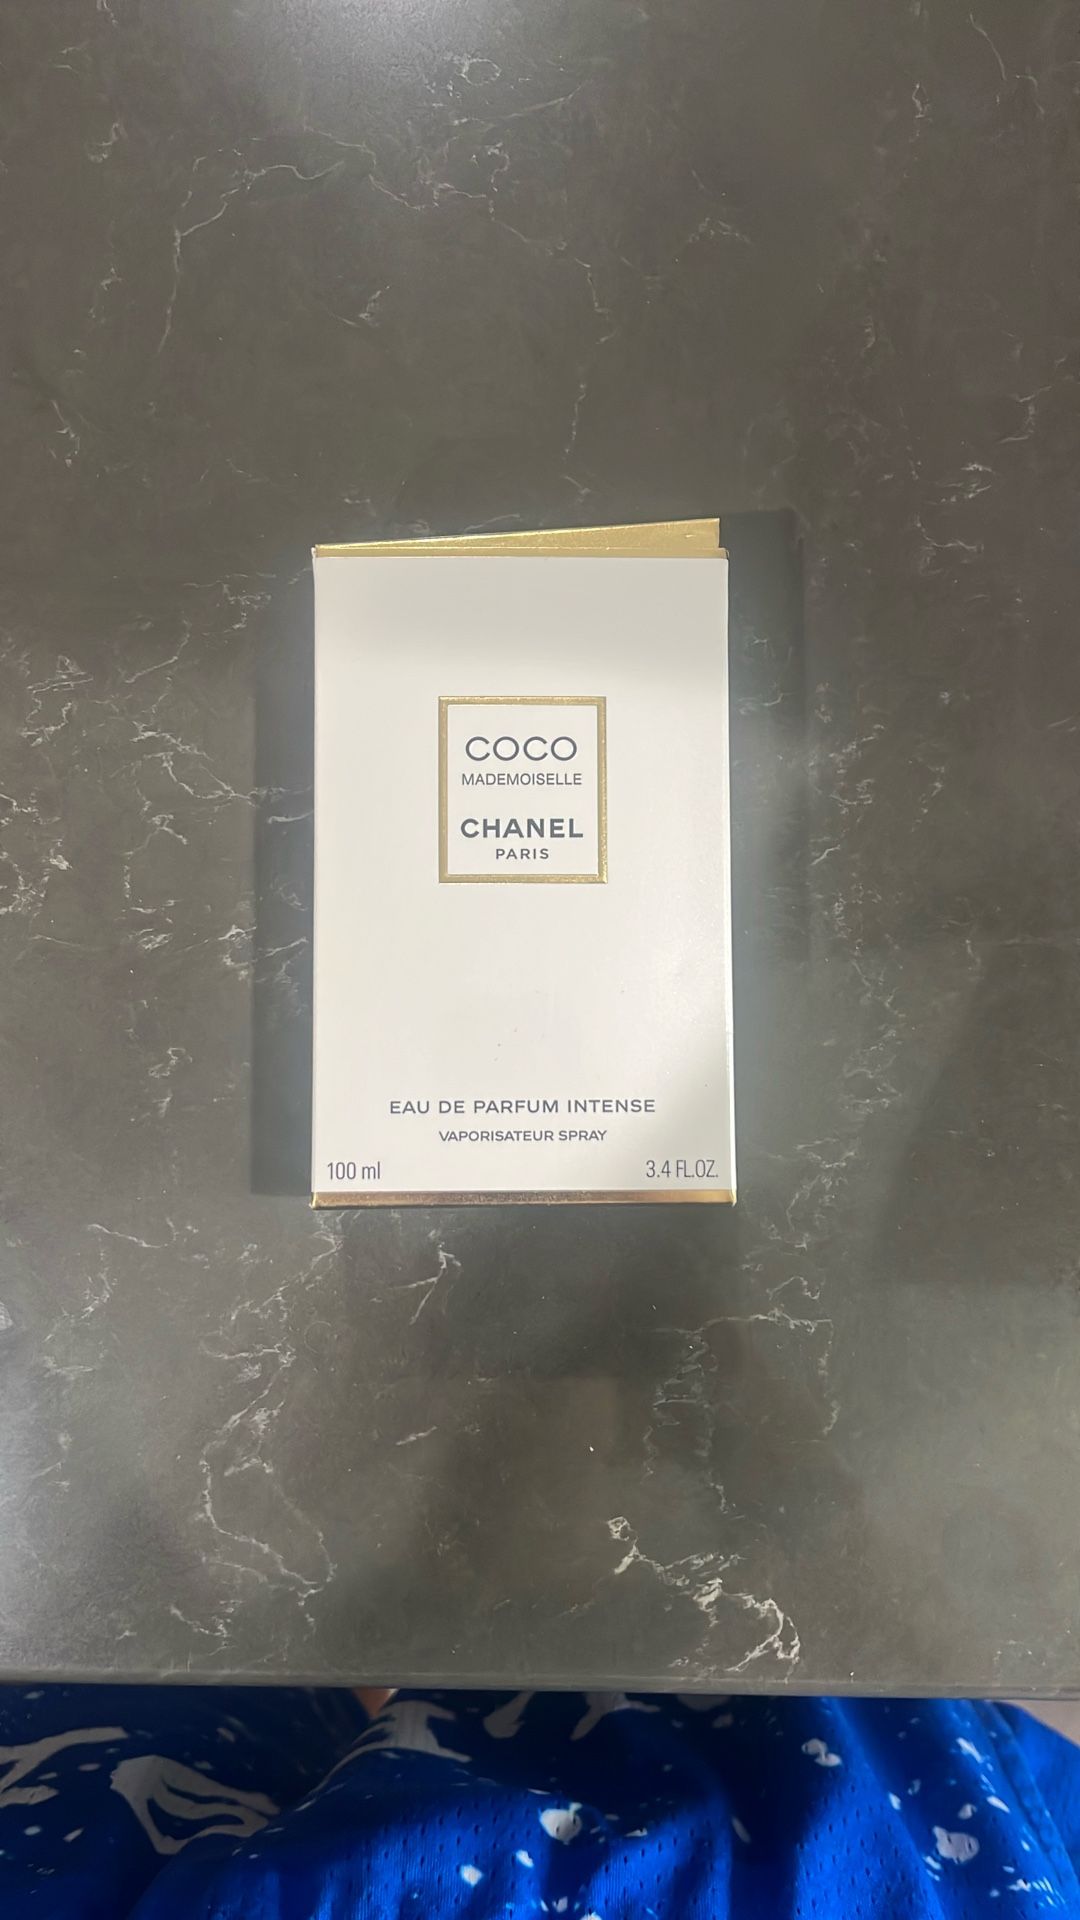 COCO
MADEMOISELLE
CHANEL
PARIS
EAU DE PARFUM INTENSE
VAPORISATEUR SPRAY
100 ml 3.4 FL.OZ.